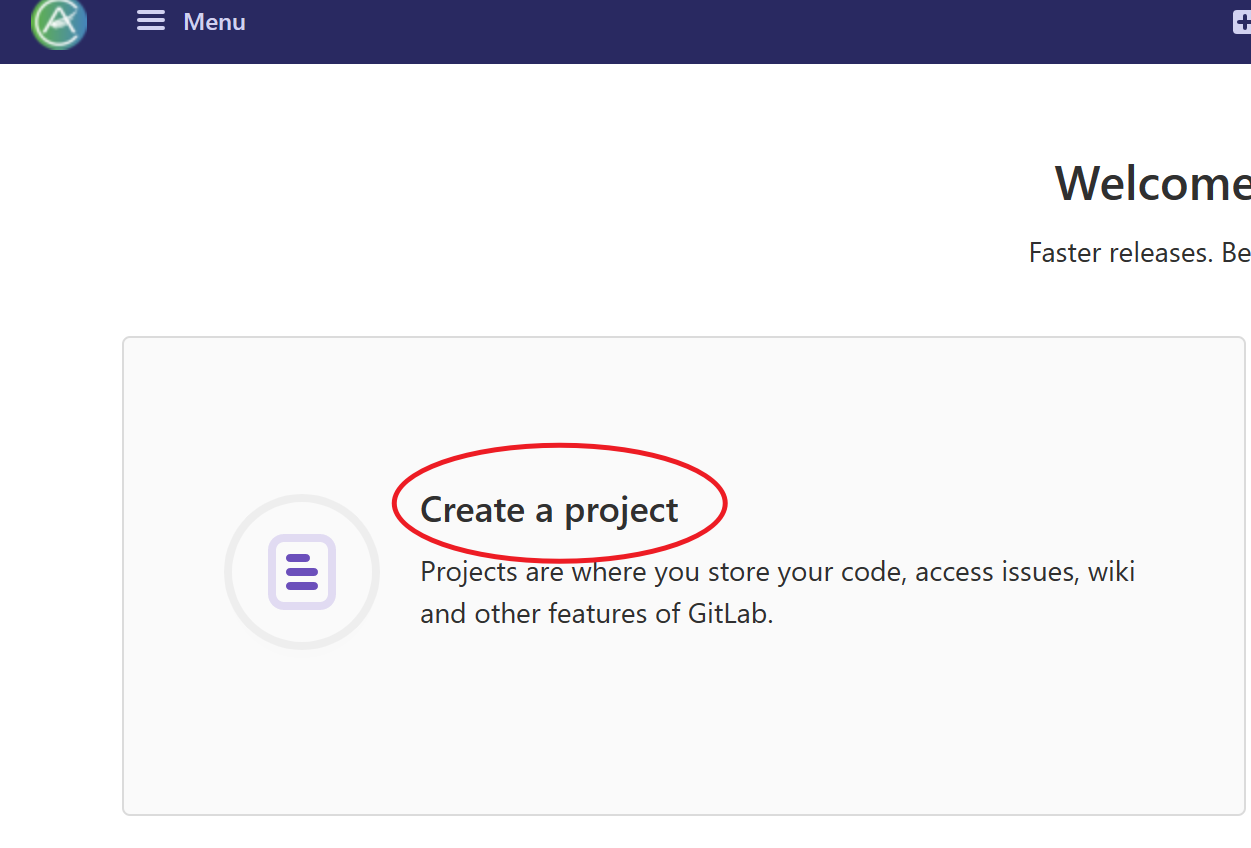 Menu
Welcome
Faster releases.
Create a project
Projects are where you store your code, access issues, wiki
and other features of GitLab.